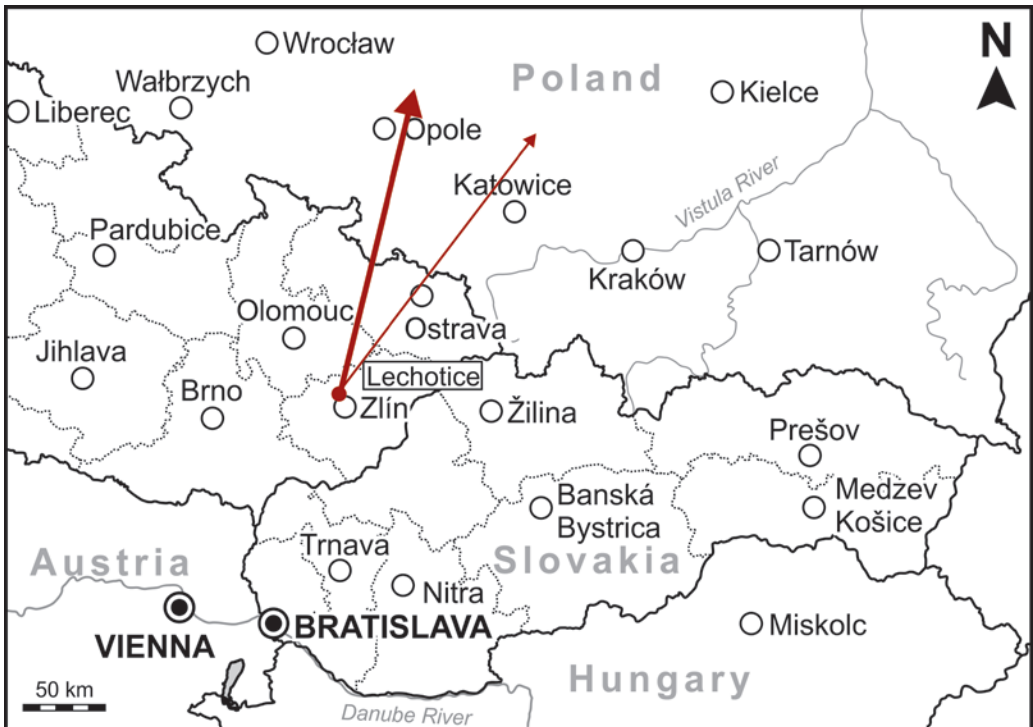 Wrocław
N
Poland
Wałbrzych
Kielce
Liberec
Opole
Katowice
Vistula River
Pardubice
Kraków
Tarnów
Olomouc
Ostrava
Jihlava
Lechotice
Brno
Zlín
Žilina
Prešov
Banská
Bystrica
Medzev
Košice
Austria
Trnava
Slovakia
Nitra
VIENNA
BRATISLAVA
Miskolc
Hungary
50 km
Danube River